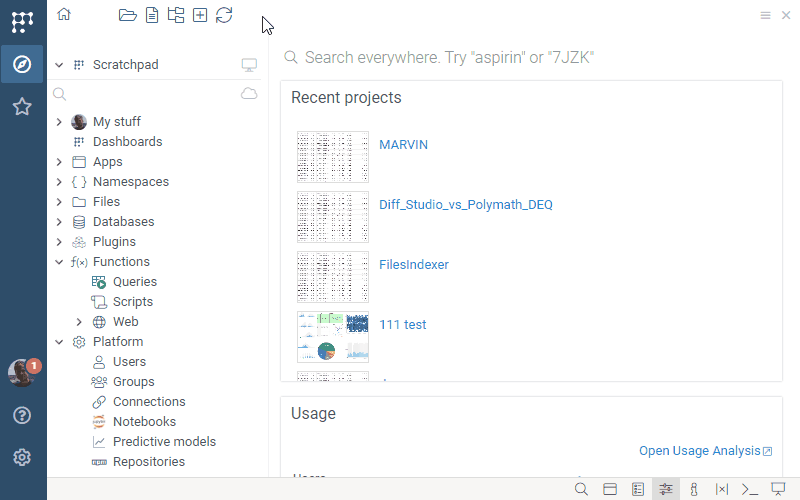 Scratchpad
Search everywhere. Try "aspirin" or "7JZK"
My stuff
Dashboards
Apps
{ } Namespaces
Files
Databases
Plugins
f(x) Functions
Queries
Scripts
Web
Platform
Users
Groups
Connections
Notebooks
Predictive models
Repositories
1
Recent projects
MARVIN
Diff_Studio_vs_Polymath_DEQ
FilesIndexer
111 test
Usage
Open Usage Analysis